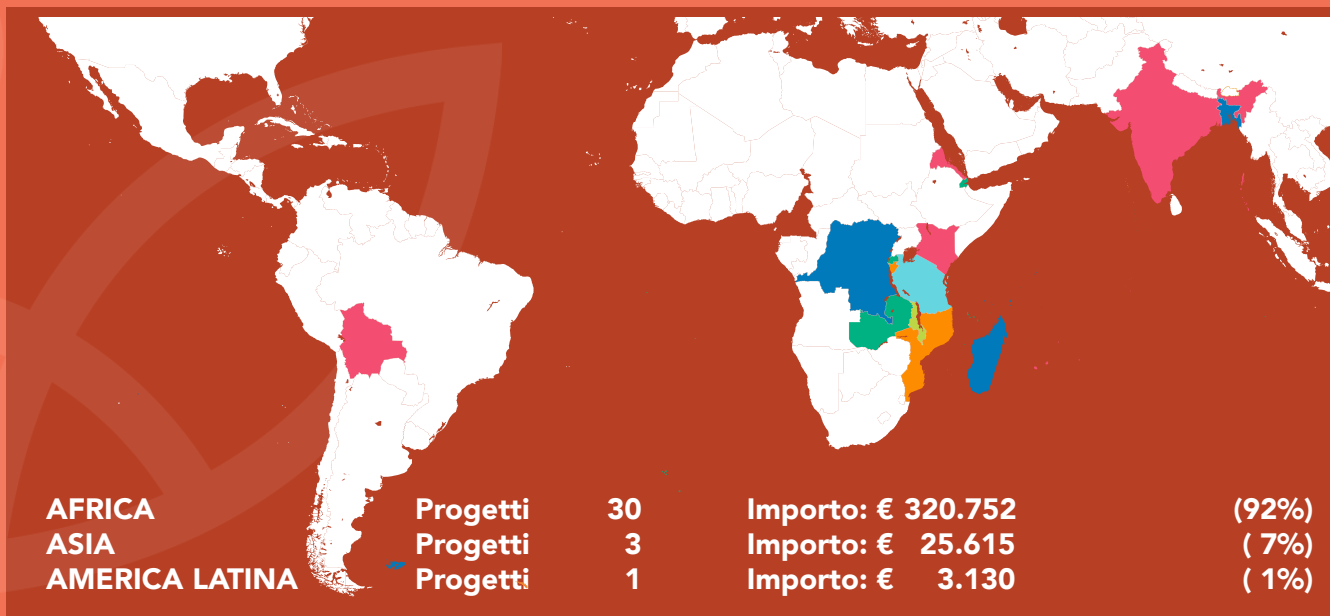 AFRICA Progetti 30 Importo: € 320.752 (92%)
ASIA Progetti 3 Importo: € 25.615 ( 7%)
AMERICA LATINA Progetti 1 Importo: € 3.130 ( 1%)